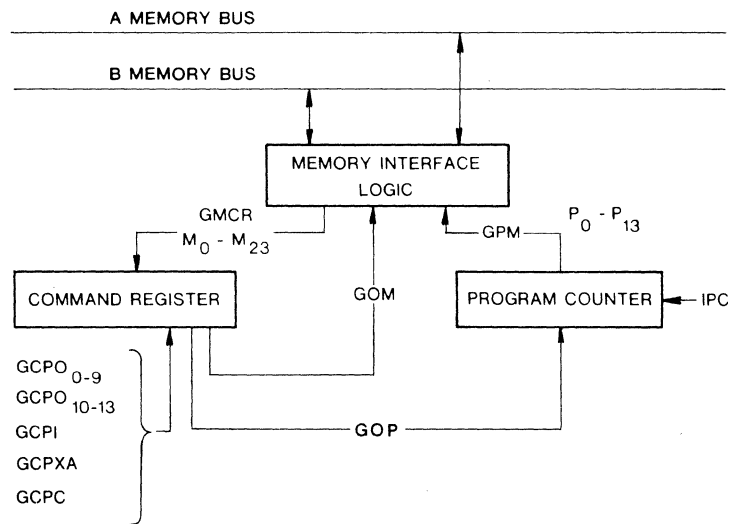 A MEMORY BUS
B MEMORY BUS
MEMORY INTERFACE
LOGIC
GMCR
M0 - M23
GPM
P0 - P13
COMMAND REGISTER
GOM
PROGRAM COUNTER
IPC
GCPO0-9
GCPO10-13
GCPI
GCPXA
GCPC
GOP